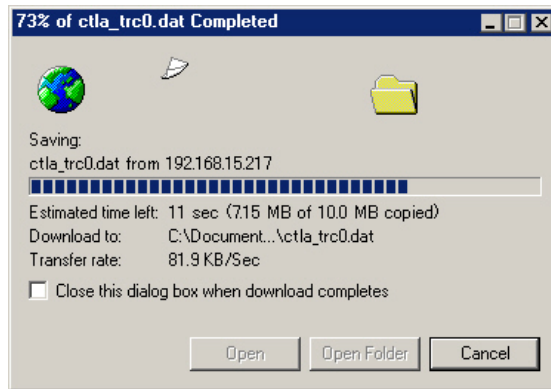 73% of ctla_trc0.dat Completed
Saving:
ctla_trc0.dat from 192.168.15.217
Estimated time left: 11 sec (7.15 MB of 10.0 MB copied)
Download to: C:\Document...\ctla_trc0.dat
Transfer rate: 81.9 KB/Sec
Close this dialog box when download completes
Open Open Folder Cancel